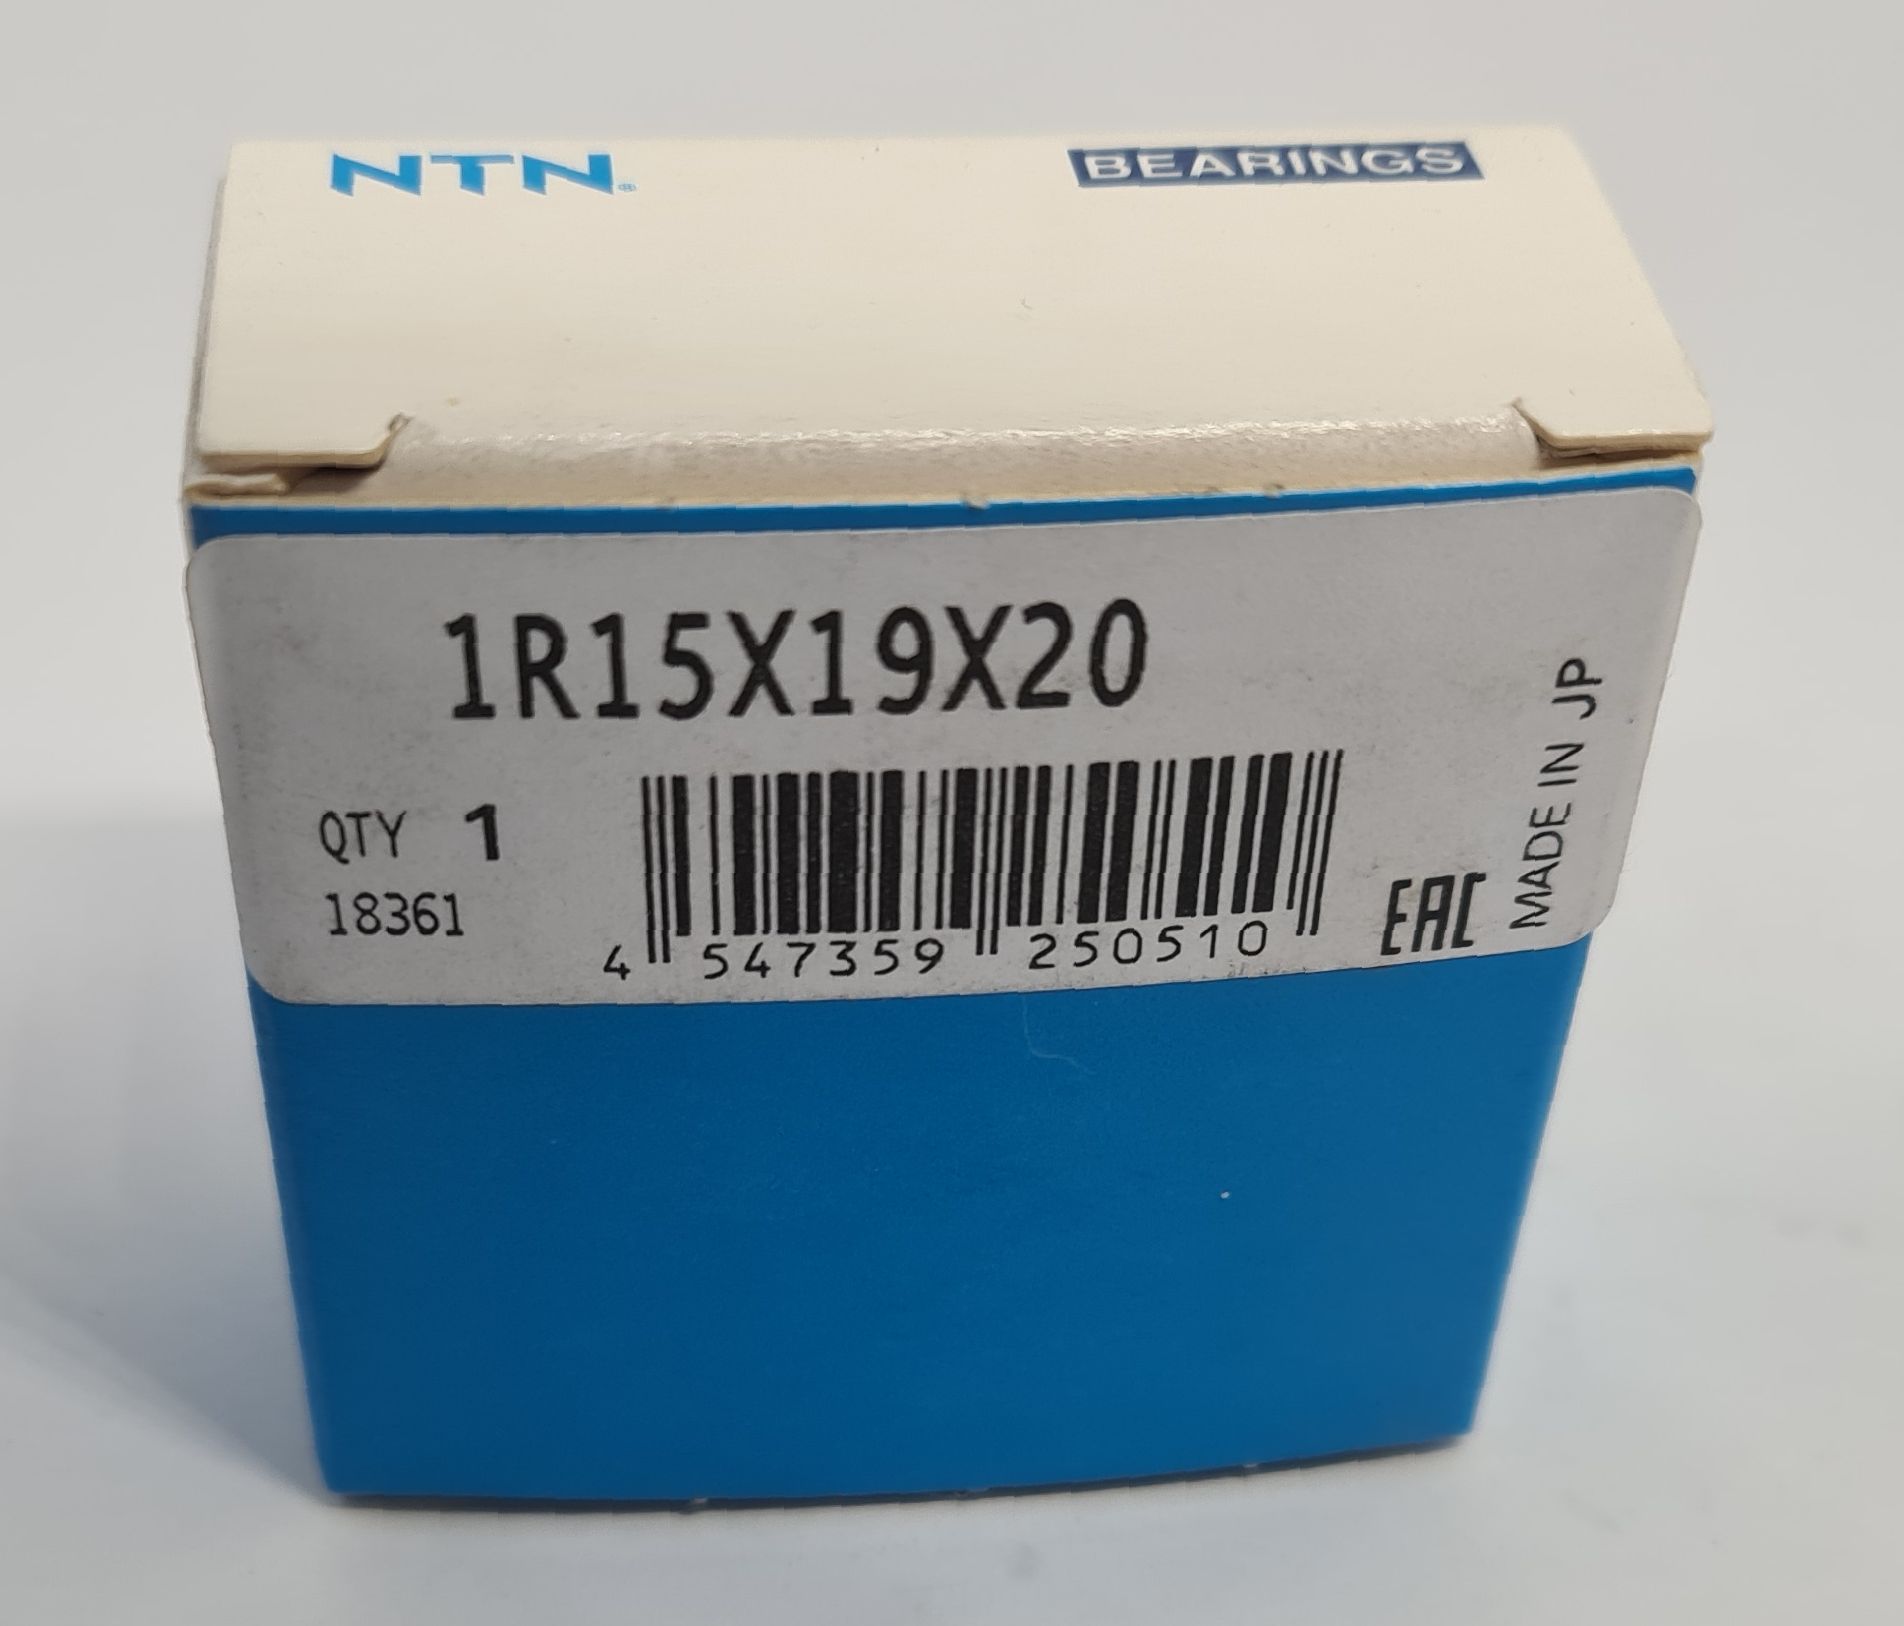 NTN®
BEARINGS
1R15X19X20
QTY 1
18361
4 547359 250510
EAC
MADE IN JP